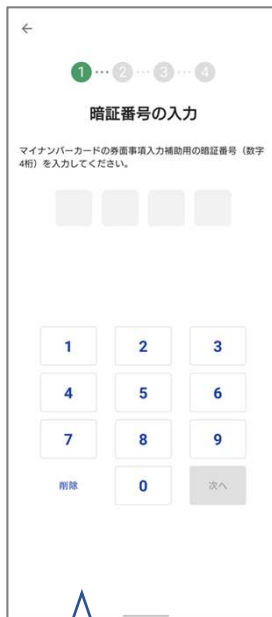 ←
1 2 3 4
暗証番号の入力
マイナンバーカードの券面事項入力補助用の暗証番号（数字
4桁）を入力してください。
1 2 3
4 5 6
7 8 9
削除 0 次へ